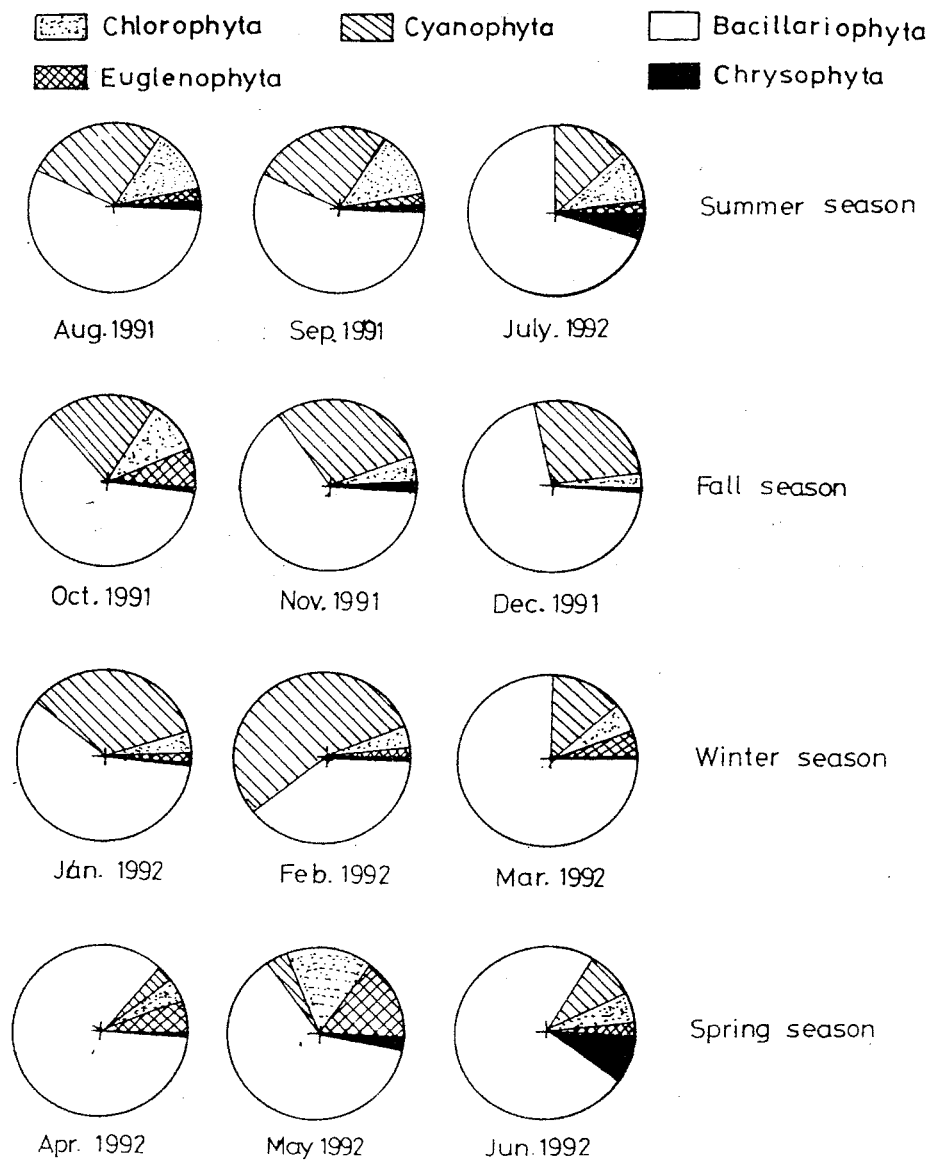 Chlorophyta Cyanophyta Bacillariophyta
Euglenophyta Chrysophyta
Summer season
Aug. 1991 Sep. 1991 July. 1992
Fall season
Oct. 1991 Nov. 1991 Dec. 1991
Winter season
Jan. 1992 Feb. 1992 Mar. 1992
Spring season
Apr. 1992 May 1992 Jun. 1992